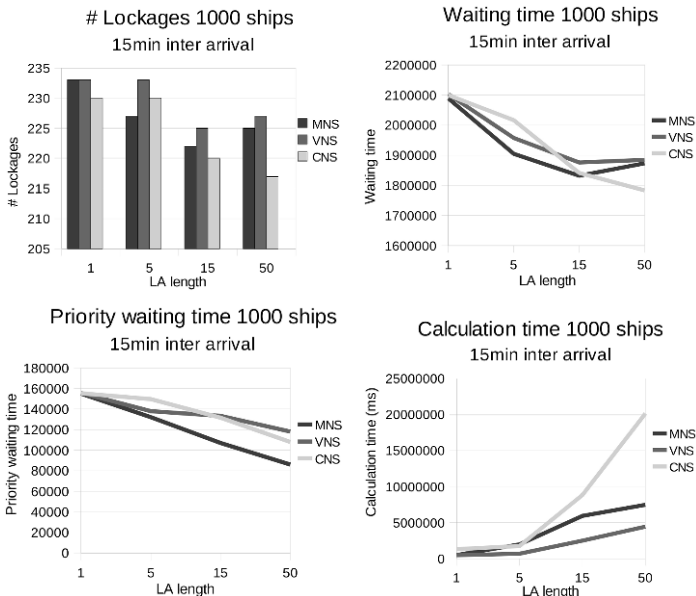 # Lockages 1000 ships
15min inter arrival
235
230
225
220
215
210
205
# Lockages
1
5
15
50
LA length
MNS
VNS
CNS
Waiting time 1000 ships
15min inter arrival
2200000
2100000
2000000
1900000
1800000
1700000
1600000
Waiting time
1
5
15
50
LA length
MNS
VNS
CNS
Priority waiting time 1000 ships
15min inter arrival
180000
160000
140000
120000
100000
80000
60000
40000
20000
0
Priority waiting time
1
5
15
50
LA length
MNS
VNS
CNS
Calculation time 1000 ships
15min inter arrival
25000000
20000000
15000000
10000000
5000000
0
Calculation time (ms)
1
5
15
50
LA length
MNS
VNS
CNS